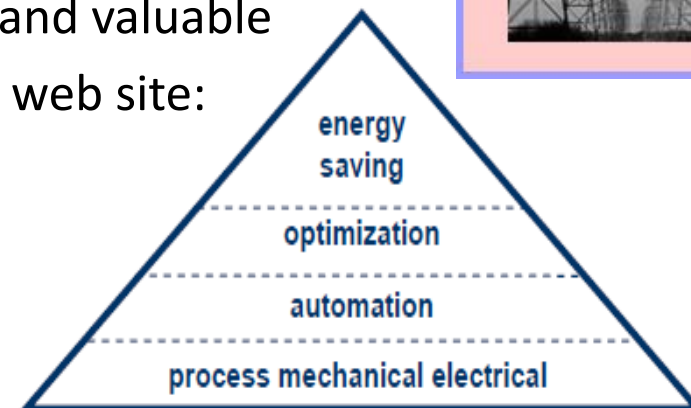 and valuable
web site:
energy
saving
optimization
automation
process mechanical electrical